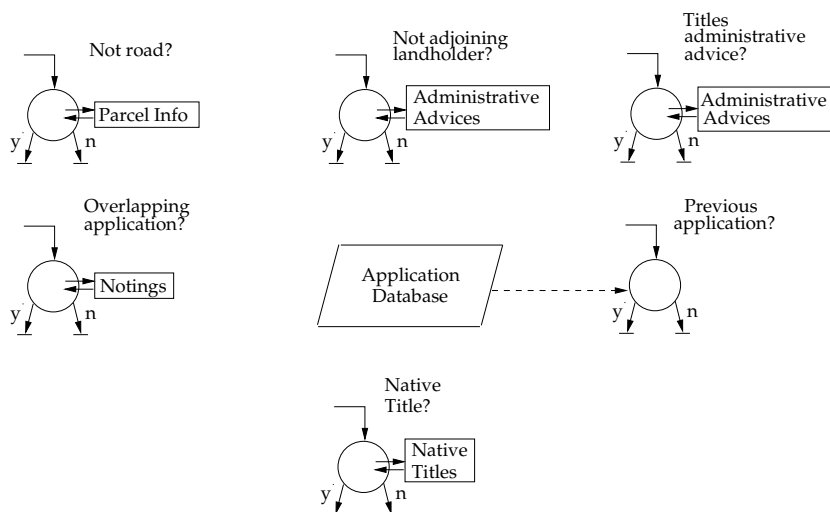 Not road?
Parcel Info
y
n
Not adjoining
landholder?
Administrative
Advices
y
n
Titles
administrative
advice?
Administrative
Advices
y
n
Overlapping
application?
Notings
y
n
Application
Database
Previous
application?
y
n
Native
Title?
Native
Titles
y
n